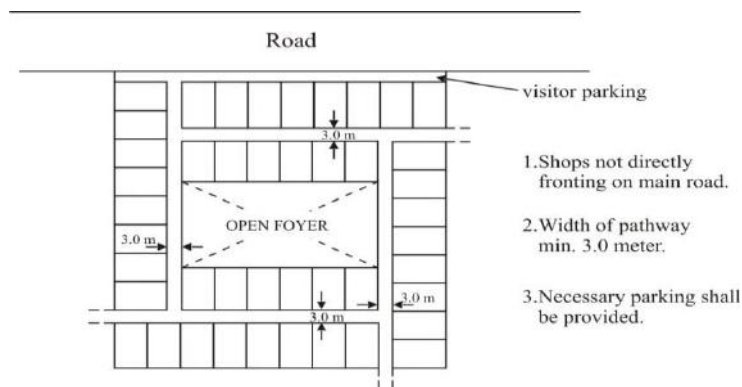 Road
visitor parking
3.0 m
1.Shops not directly
fronting on main road.
OPEN FOYER
2.Width of pathway
min. 3.0 meter.
3.0 m
3.0 m
3.Necessary parking shall
be provided.
3.0 m